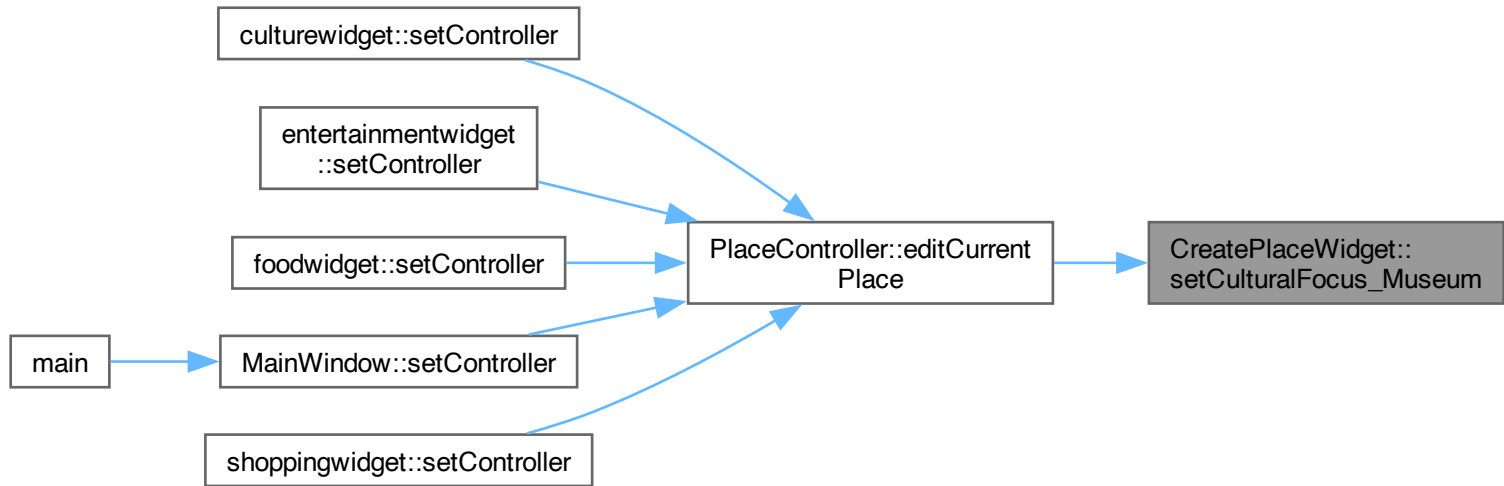 culturewidget::setController
entertainmentwidget
::setController
foodwidget::setController
main
MainWindow::setController
shoppingwidget::setController
PlaceController::editCurrent
Place
CreatePlaceWidget::
setCulturalFocus_Museum